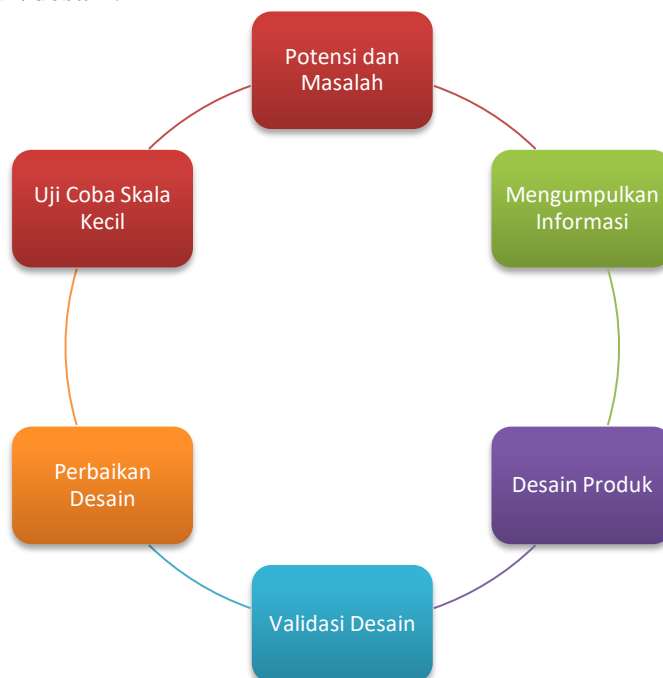 Potensi dan
Masalah
Mengumpulkan
Informasi
Desain Produk
Validasi Desain
Perbaikan
Desain
Uji Coba Skala
Kecil